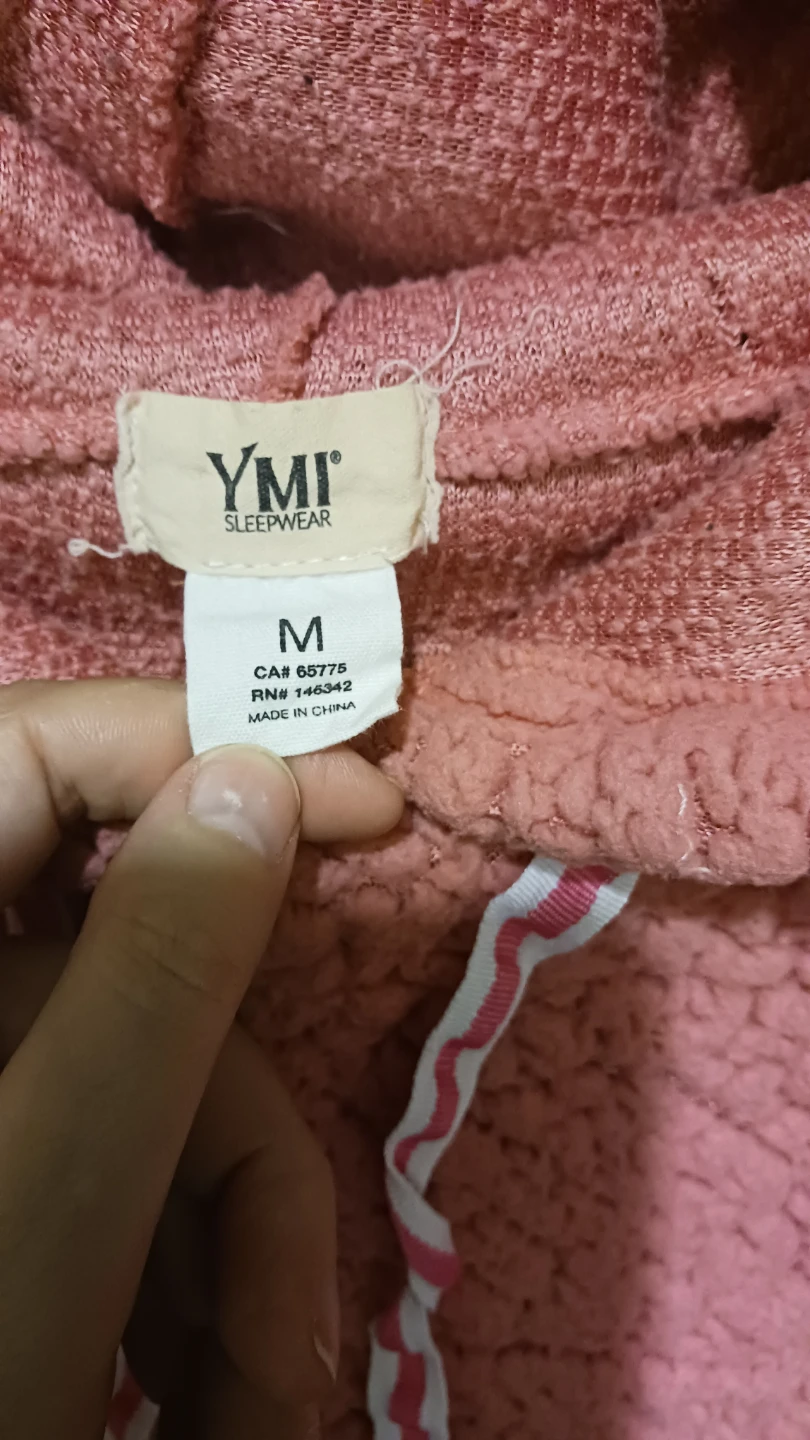 YMI®
SLEEPWEAR
M
CA# 65775
RN# 146342
MADE IN CHINA